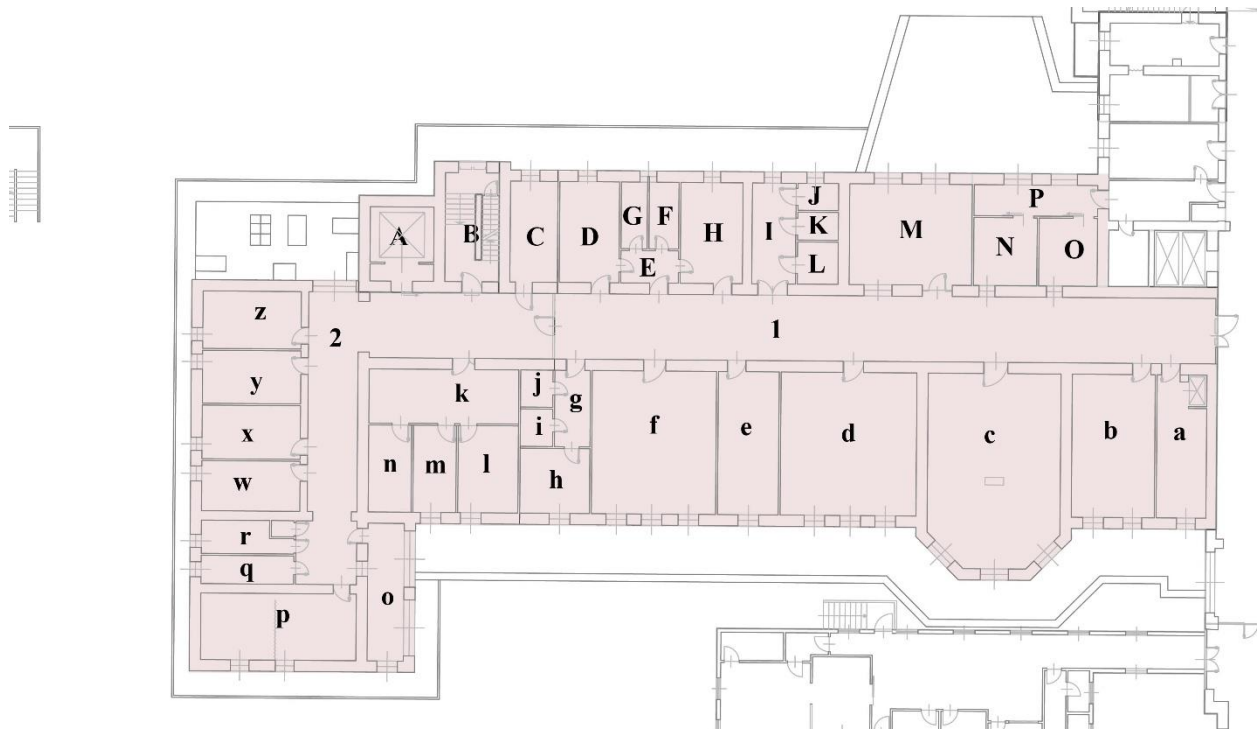 J
G F P
A B C D H I K M
N O
E L
z 2 1
y
k j g
x i f e d c b a
w n m l h
r
q
o
p